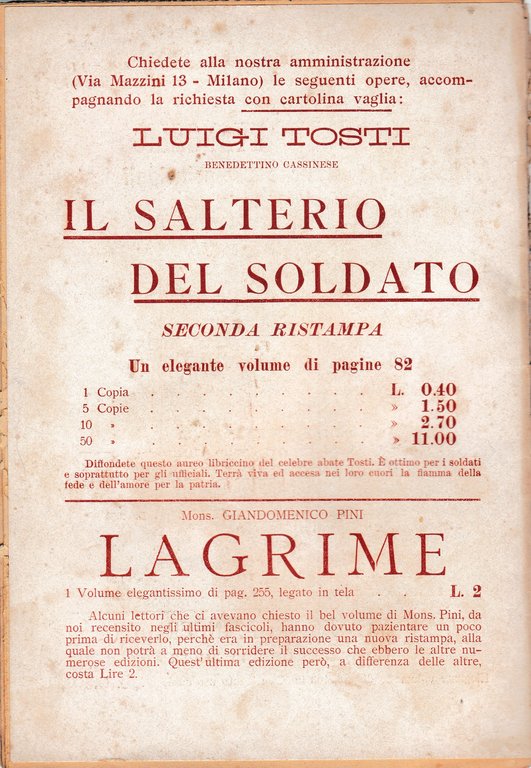 Chiedete alla nostra amministrazione
(Via Mazzini 13 - Milano) le seguenti opere, accom-
pagnando la richiesta con cartolina vaglia:
LUIGI TOSTI
BENEDETTINO CASSINESE
IL SALTERIO
DEL SOLDATO
SECONDA RISTAMPA
Un elegante volume di pagine 82
1 Copia . . . . . . . L. 0.40
5 Copie . . . . . . . » 1.50
10 » . . . . . . . » 2.70
50 » . . . . . . . » 11.00
Diffondete questo aureo libriccino del celebre abate Tosti. È ottimo per i soldati
e soprattutto per gli ufficiali. Terrà viva ed accesa nei loro cuori la fiamma della
fede e dell'amore per la patria.
Mons. GIANDOMENICO PINI
LAGRIME
1 Volume elegantissimo di pag. 255, legato in tela . . L. 2
Alcuni lettori che ci avevano chiesto il bel volume di Mons. Pini, da
noi recensito negli ultimi fascicoli, hanno dovuto pazientare un poco
prima di riceverlo, perchè era in preparazione una nuova ristampa, alla
quale non potrà a meno di sorridere il successo che ebbero le altre nu-
merose edizioni. Quest'ultima edizione però, a differenza delle altre,
costa Lire 2.